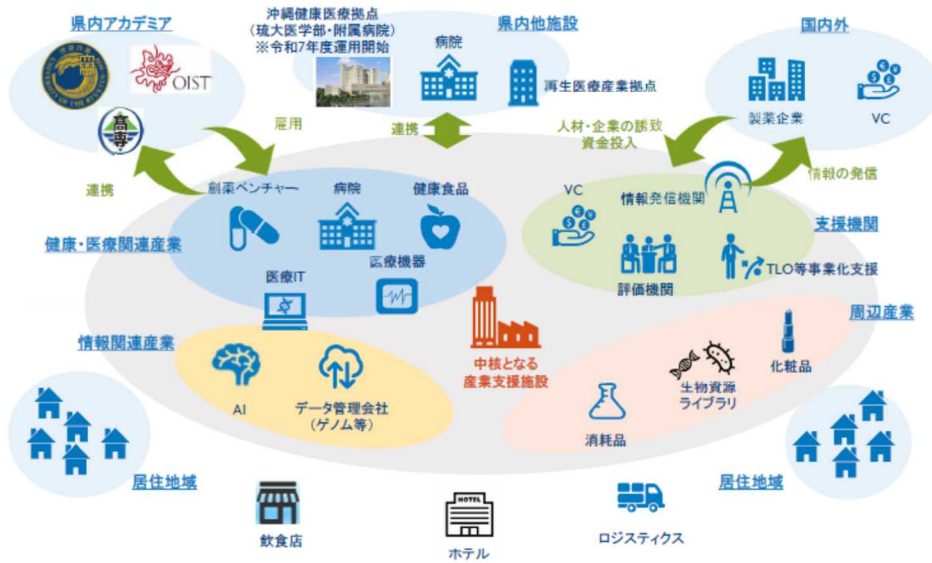 県内アカデミア
OIST
高専
沖縄健康医療拠点
(琉大医学部・附属病院)
※令和7年度運用開始
県内他施設
病院
再生医療産業拠点
国内外
製薬企業
VC
雇用
連携
連携
人材・企業の誘致
資金投入
情報の発信
健康・医療関連産業
創薬ベンチャー
病院
健康食品
医療IT
医療機器
VC
情報発信機関
支援機関
評価機関
TLO等事業化支援
情報関連産業
AI
データ管理会社
(ゲノム等)
中核となる
産業支援施設
周辺産業
消耗品
生物資源
ライブラリ
化粧品
居住地域
居住地域
飲食店
HOTEL
ホテル
ロジスティクス